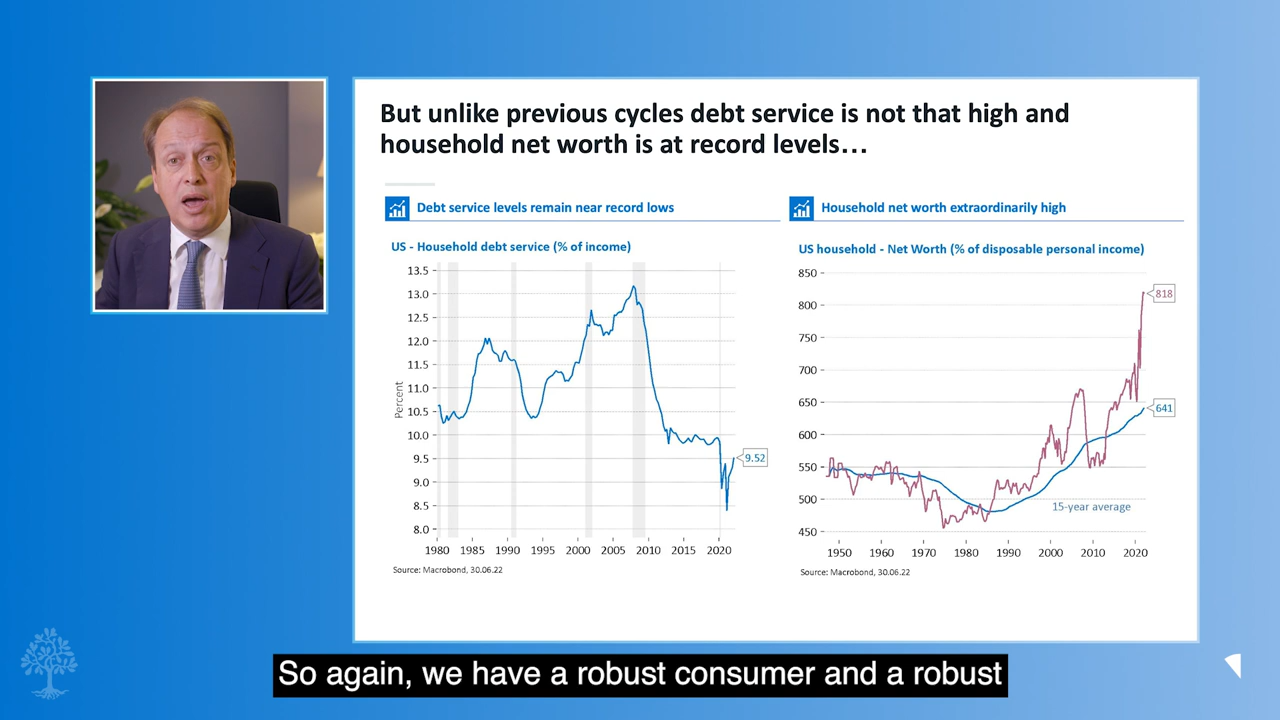 But unlike previous cycles debt service is not that high and
household net worth is at record levels…
Debt service levels remain near record lows
US - Household debt service (% of income)
Percent
13.5
13.0
12.5
12.0
11.5
11.0
10.5
10.0
9.5
9.0
8.5
8.0
9.52
1980 1985 1990 1995 2000 2005 2010 2015 2020
Source: Macrobond, 30.06.22
Household net worth extraordinarily high
US household - Net Worth (% of disposable personal income)
850
800
750
700
650
600
550
500
450
818
641
15-year average
1950 1960 1970 1980 1990 2000 2010 2020
Source: Macrobond, 30.06.22
So again, we have a robust consumer and a robust